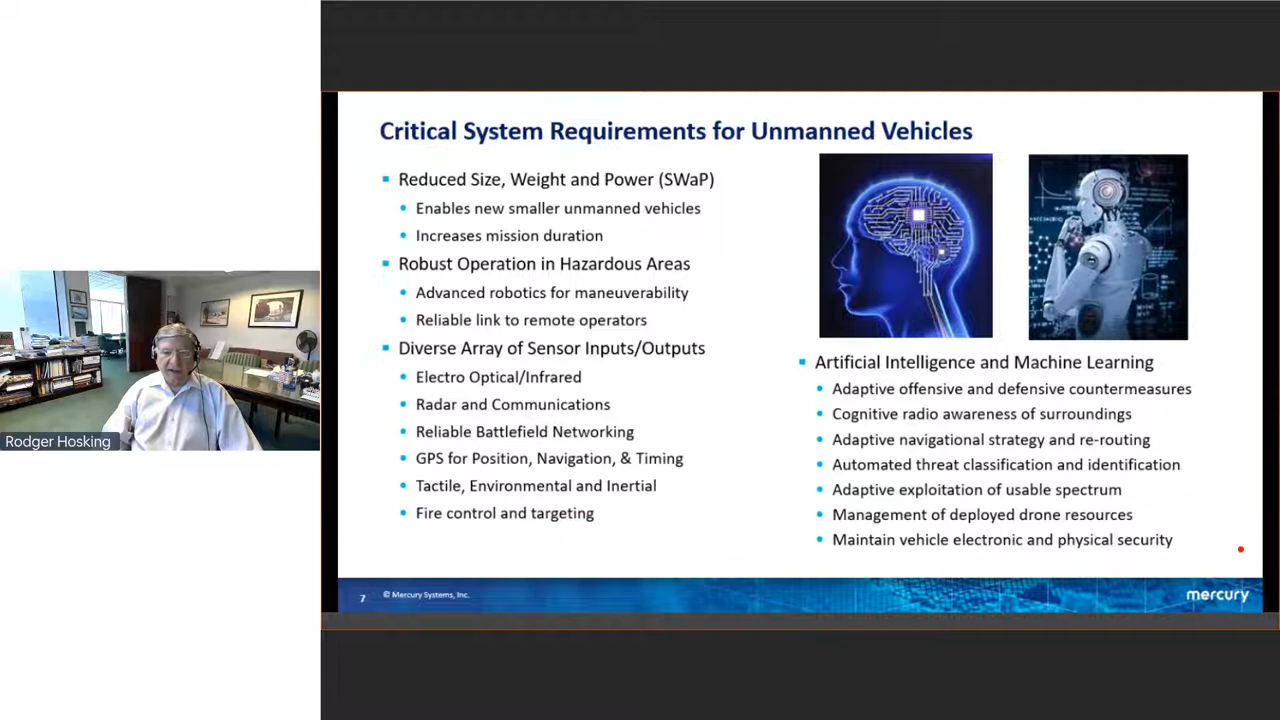 Critical System Requirements for Unmanned Vehicles
Reduced Size, Weight and Power (SWaP)
Enables new smaller unmanned vehicles
Increases mission duration
Robust Operation in Hazardous Areas
Advanced robotics for maneuverability
Reliable link to remote operators
Diverse Array of Sensor Inputs/Outputs
Electro Optical/Infrared
Radar and Communications
Reliable Battlefield Networking
GPS for Position, Navigation, & Timing
Tactile, Environmental and Inertial
Fire control and targeting
Artificial Intelligence and Machine Learning
Adaptive offensive and defensive countermeasures
Cognitive radio awareness of surroundings
Adaptive navigational strategy and re-routing
Automated threat classification and identification
Adaptive exploitation of usable spectrum
Management of deployed drone resources
Maintain vehicle electronic and physical security
7
© Mercury Systems, Inc.
mercury
Rodger Hosking